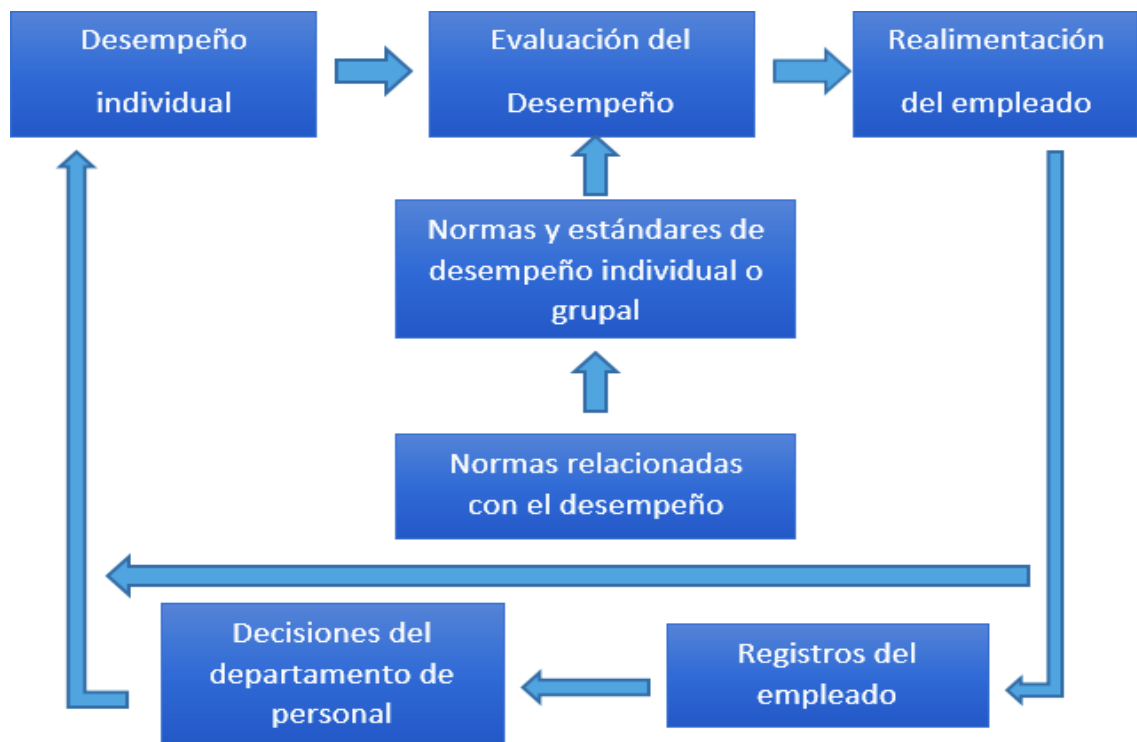 Desempeño
individual
Evaluación del
Desempeño
Realimentación
del empleado
Normas y estándares de
desempeño individual o
grupal
Normas relacionadas
con el desempeño
Decisiones del
departamento de
personal
Registros del
empleado